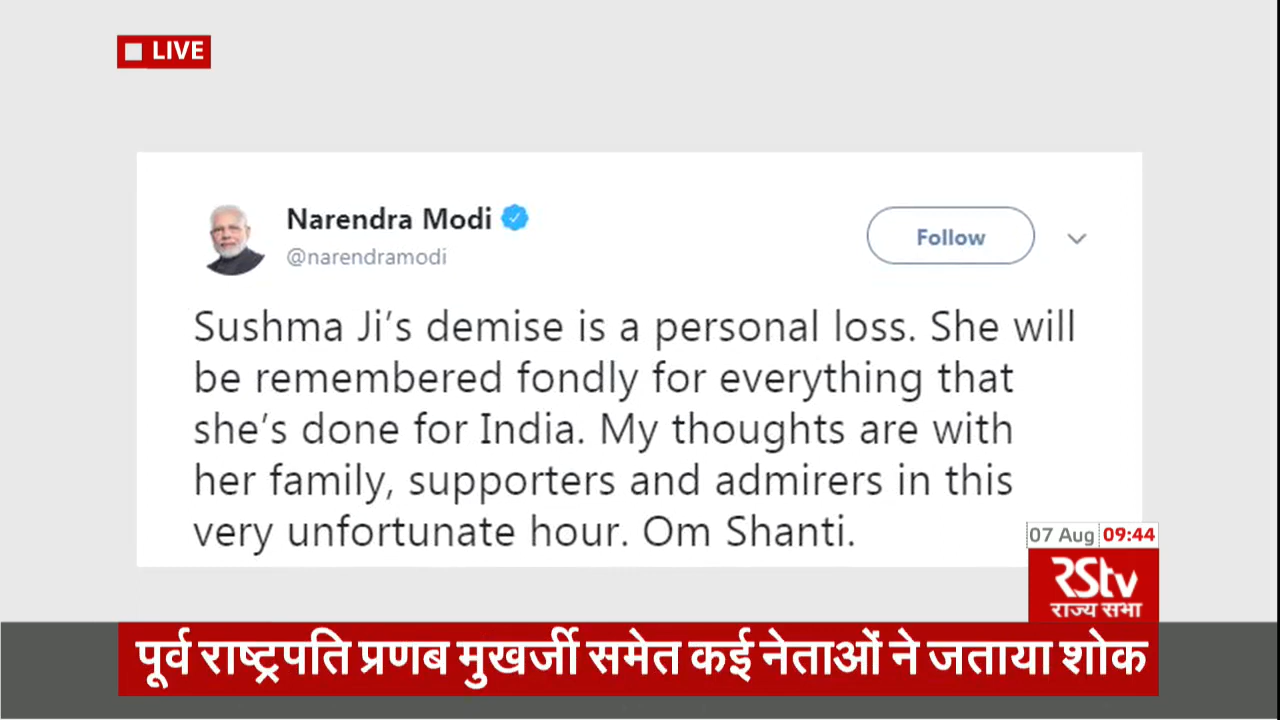 LIVE
Narendra Modi
@narendramodi
Follow
Sushma Ji's demise is a personal loss. She will
be remembered fondly for everything that
she's done for India. My thoughts are with
her family, supporters and admirers in this
very unfortunate hour. Om Shanti.
07 Aug 09:44
RStv
राज्य सभा
पूर्व राष्ट्रपति प्रणब मुखर्जी समेत कई नेताओं ने जताया शोक